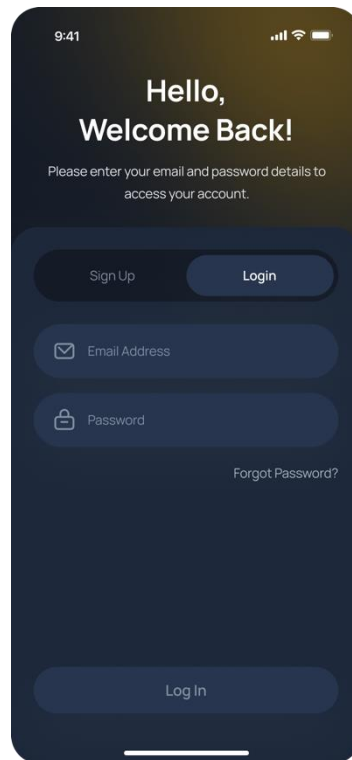 9:41
Hello,
Welcome Back!
Please enter your email and password details to
access your account.
Sign Up
Login
Email Address
Password
Forgot Password?
Log In